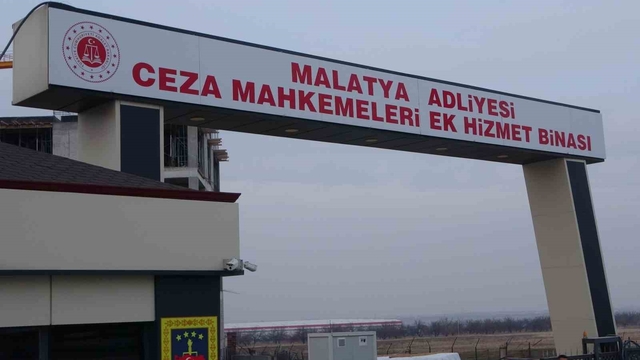 MALATYA ADLİYESİ
CEZA MAHKEMELERİ EK HİZMET BİNASI